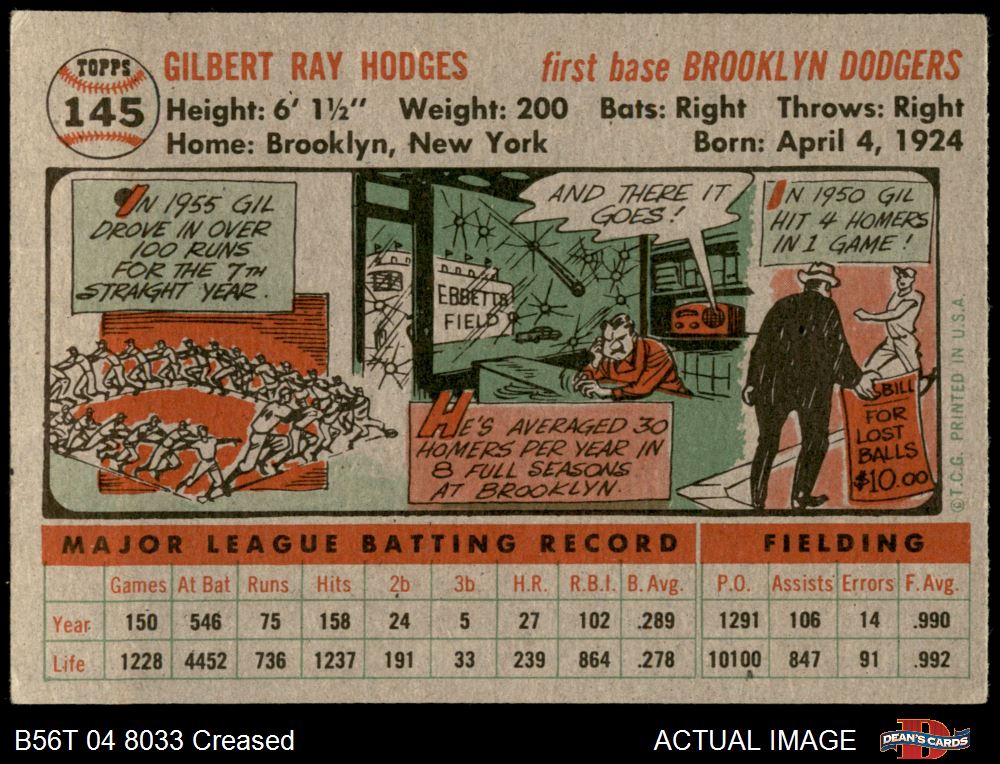 TOPPS
145
GILBERT RAY HODGES first base BROOKLYN DODGERS
Height: 6' 1½" Weight: 200 Bats: Right Throws: Right
Home: Brooklyn, New York Born: April 4, 1924
IN 1955 GIL
DROVE IN OVER
100 RUNS
FOR THE 7TH
STRAIGHT YEAR.
EBBETTS
FIELD
AND THERE IT
GOES!
HE'S AVERAGED 30
HOMERS PER YEAR IN
8 FULL SEASONS
AT BROOKLYN.
IN 1950 GIL
HIT 4 HOMERS
IN 1 GAME!
BILL
FOR
LOST
BALLS
$10.00
©T.C.G. PRINTED IN U.S.A.
MAJOR LEAGUE BATTING RECORD FIELDING
Games At Bat Runs Hits 2b 3b H.R. R.B.I. B. Avg. P.O. Assists Errors F. Avg.
Year 150 546 75 158 24 5 27 102 .289 1291 106 14 .990
Life 1228 4452 736 1237 191 33 239 864 .278 10100 847 91 .992
B56T 04 8033 Creased ACTUAL IMAGE
DEAN'S CARDS